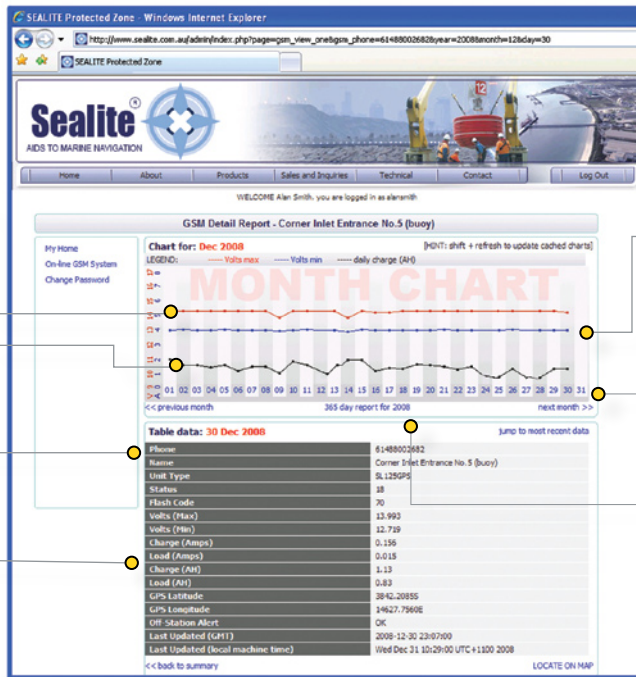 SEALITE Protected Zone - Windows Internet Explorer
http://www.sealite.com.au/admin/index.php?page=gsm_view_one&gsm_phone=61488002682&year=2008&month=12&day=30
SEALITE Protected Zone
12
Sealite®
AIDS TO MARINE NAVIGATION
Home About Products Sales and Inquiries Technical Contact Log Out
WELCOME Alan Smith, you are logged in as alansmith
GSM Detail Report - Corner Inlet Entrance No.5 (buoy)
My Home
On-line GSM System
Change Password
Chart for: Dec 2008 [HINT: shift + refresh to update cached charts]
LEGEND: Volts max Volts min daily charge (AH)
MONTH CHART
01 02 03 04 05 06 07 08 09 10 11 12 13 14 15 16 17 18 19 20 21 22 23 24 25 26 27 28 29 30 31
<< previous month 365 day report for 2008 next month >>
Table data: 30 Dec 2008 jump to most recent data
Phone 61488002682
Name Corner Inlet Entrance No.5 (buoy)
Unit Type SL125GPS
Status 18
Flash Code 70
Volts (Max) 13.993
Volts (Min) 12.719
Charge (Amps) 0.156
Load (Amps) 0.015
Charge (AH) 1.13
Load (AH) 0.83
GPS Latitude 3842.2085S
GPS Longitude 14627.7560E
Off-Station Alert OK
Last Updated (GMT) 2008-12-30 23:07:00
Last Updated (local machine time) Wed Dec 31 10:29:00 UTC+1100 2008
<< back to summary LOCATE ON MAP